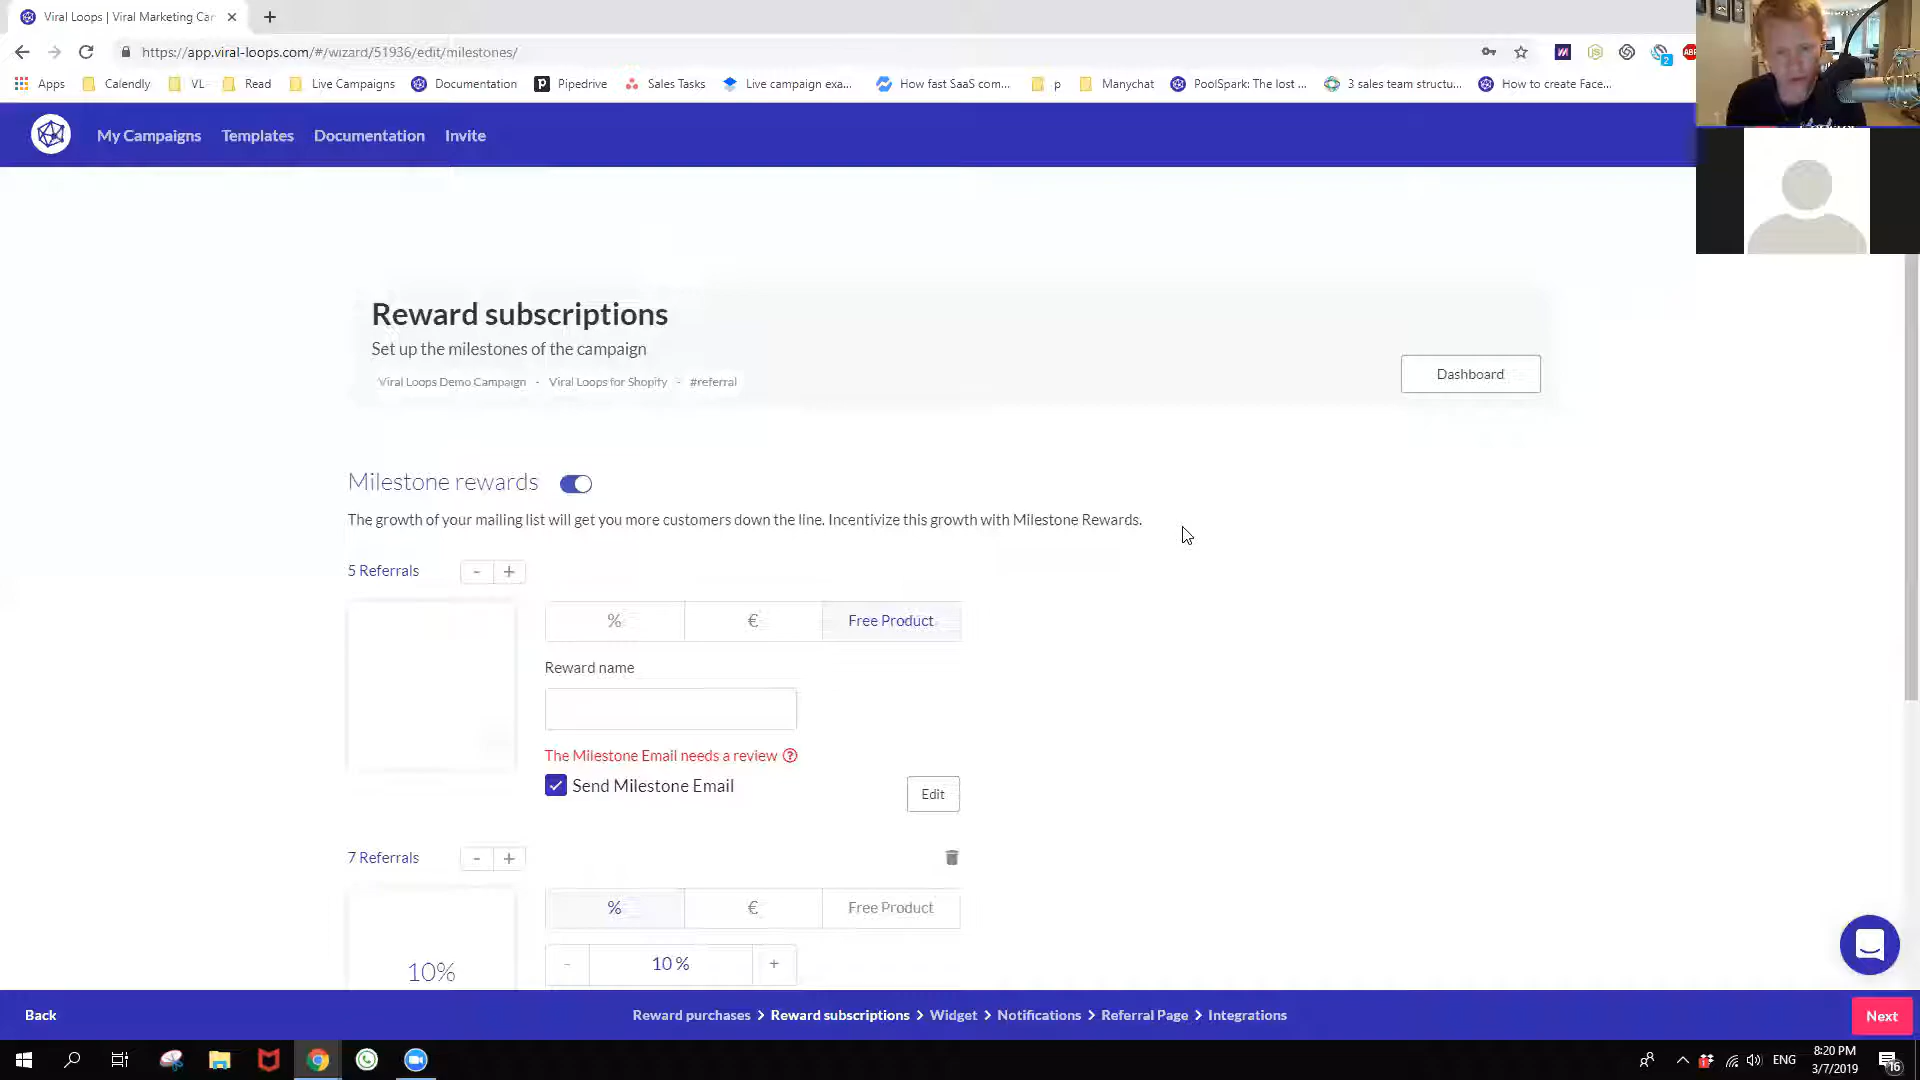 Viral Loops | Viral Marketing Car
https://app.viral-loops.com/#/wizard/51936/edit/milestones/
2
ABP
Apps
Calendly
VL
Read
Live Campaigns
Documentation
Pipedrive
Sales Tasks
Live campaign exa...
How fast SaaS com...
p
Manychat
PoolSpark: The lost ...
3 sales team structu...
How to create Face...
My Campaigns
Templates
Documentation
Invite
Reward subscriptions
Set up the milestones of the campaign
Viral Loops Demo Campaign - Viral Loops for Shopify - #referral
Dashboard
Milestone rewards
The growth of your mailing list will get you more customers down the line. Incentivize this growth with Milestone Rewards.
5 Referrals
- +
% € Free Product
Reward name
The Milestone Email needs a review ?
Send Milestone Email
Edit
7 Referrals
- +
% € Free Product
10%
- 10 % +
Back
Reward purchases > Reward subscriptions > Widget > Notifications > Referral Page > Integrations
Next
ENG
8:20 PM
3/7/2019
16